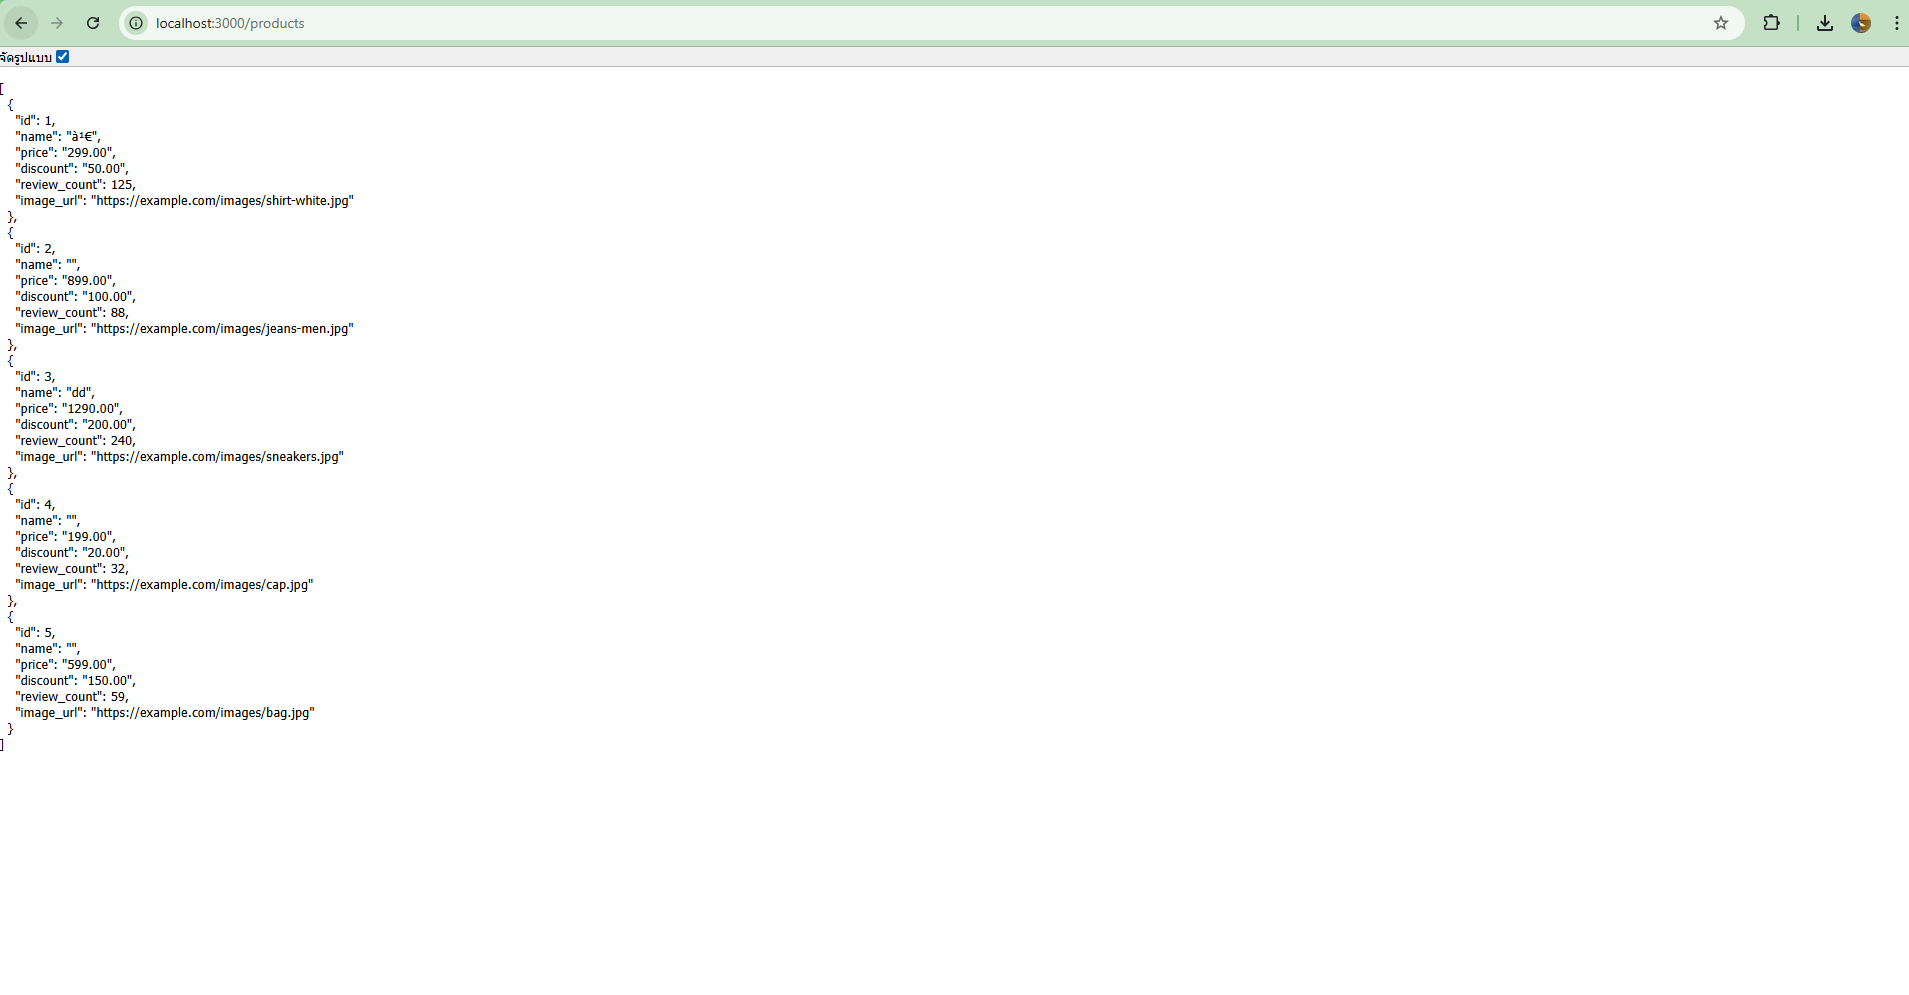 localhost:3000/products
จัดรูปแบบ
[
{
"id": 1,
"name": "à¹€",
"price": "299.00",
"discount": "50.00",
"review_count": 125,
"image_url": "https://example.com/images/shirt-white.jpg"
},
{
"id": 2,
"name": "",
"price": "899.00",
"discount": "100.00",
"review_count": 88,
"image_url": "https://example.com/images/jeans-men.jpg"
},
{
"id": 3,
"name": "dd",
"price": "1290.00",
"discount": "200.00",
"review_count": 240,
"image_url": "https://example.com/images/sneakers.jpg"
},
{
"id": 4,
"name": "",
"price": "199.00",
"discount": "20.00",
"review_count": 32,
"image_url": "https://example.com/images/cap.jpg"
},
{
"id": 5,
"name": "",
"price": "599.00",
"discount": "150.00",
"review_count": 59,
"image_url": "https://example.com/images/bag.jpg"
}
]